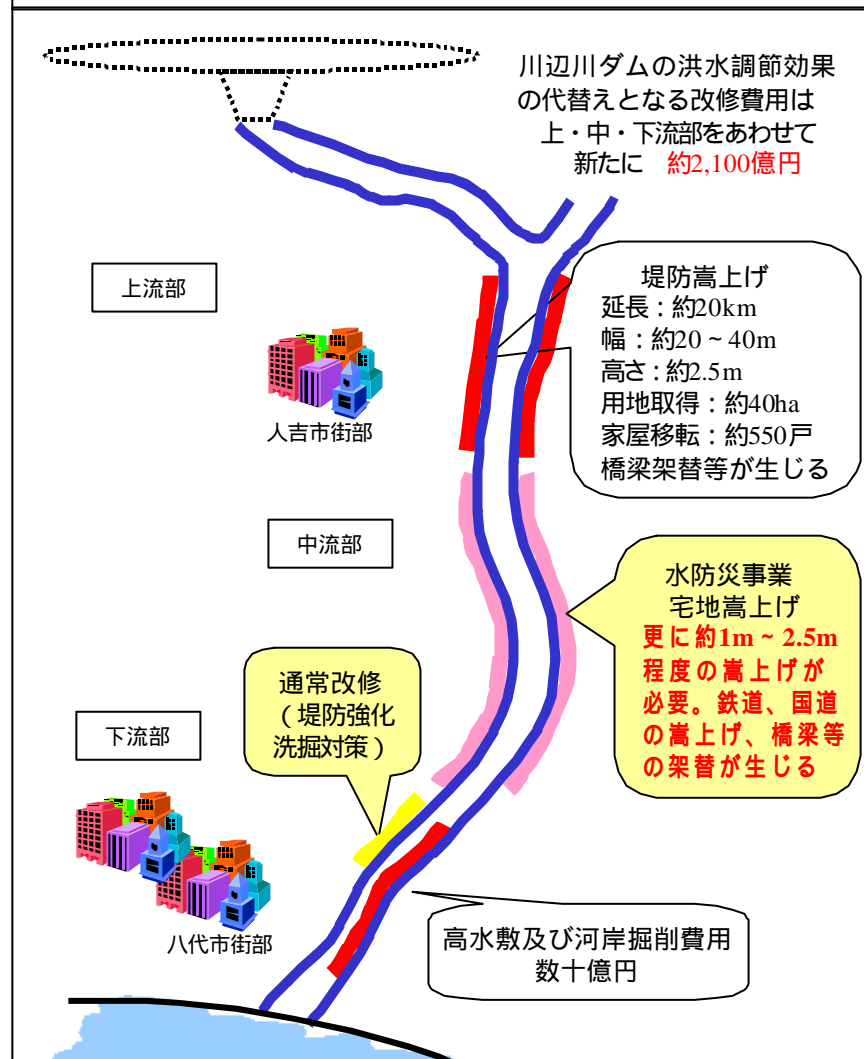 川辺川ダムの洪水調節効果
の代替えとなる改修費用は
上・中・下流部をあわせて
新たに 約2,100億円
上流部
人吉市街部
堤防嵩上げ
延長：約20km
幅：約20～40m
高さ：約2.5m
用地取得：約40ha
家屋移転：約550戸
橋梁架替等が生じる
中流部
水防災事業
宅地嵩上げ
更に約1m～2.5m
程度の嵩上げが
必要。鉄道、国道
の嵩上げ、橋梁等
の架替が生じる
通常改修
（堤防強化
洗掘対策）
下流部
八代市街部
高水敷及び河岸掘削費用
数十億円